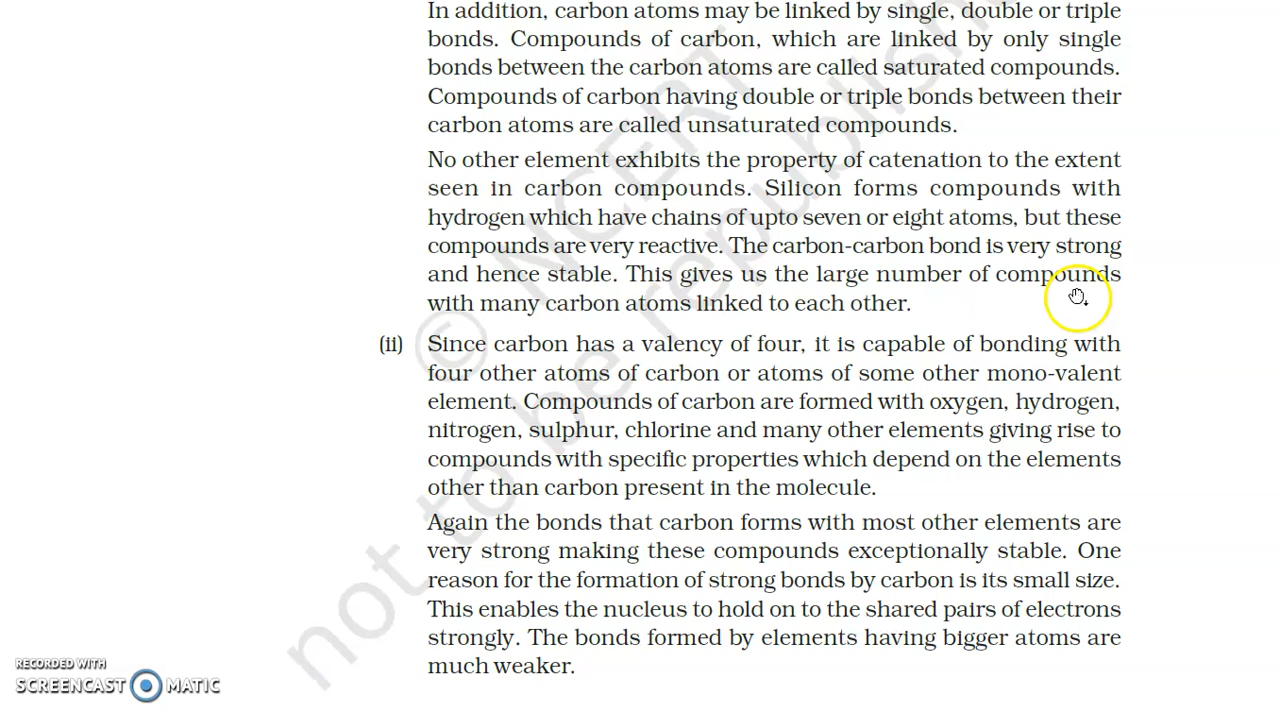 In addition, carbon atoms may be linked by single, double or triple
bonds. Compounds of carbon, which are linked by only single
bonds between the carbon atoms are called saturated compounds.
Compounds of carbon having double or triple bonds between their
carbon atoms are called unsaturated compounds.
No other element exhibits the property of catenation to the extent
seen in carbon compounds. Silicon forms compounds with
hydrogen which have chains of upto seven or eight atoms, but these
compounds are very reactive. The carbon-carbon bond is very strong
and hence stable. This gives us the large number of compounds
with many carbon atoms linked to each other.
(ii) Since carbon has a valency of four, it is capable of bonding with
four other atoms of carbon or atoms of some other mono-valent
element. Compounds of carbon are formed with oxygen, hydrogen,
nitrogen, sulphur, chlorine and many other elements giving rise to
compounds with specific properties which depend on the elements
other than carbon present in the molecule.
Again the bonds that carbon forms with most other elements are
very strong making these compounds exceptionally stable. One
reason for the formation of strong bonds by carbon is its small size.
This enables the nucleus to hold on to the shared pairs of electrons
strongly. The bonds formed by elements having bigger atoms are
much weaker.
© NCERT
not to be republish
RECORDED WITH
SCREENCAST MATIC